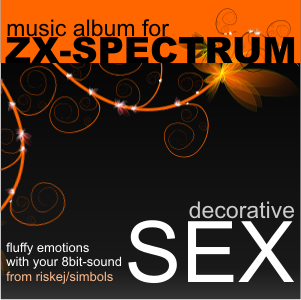 music album for
ZX-SPECTRUM
decorative
SEX
fluffy emotions
with your 8bit-sound
from riskej/simbols